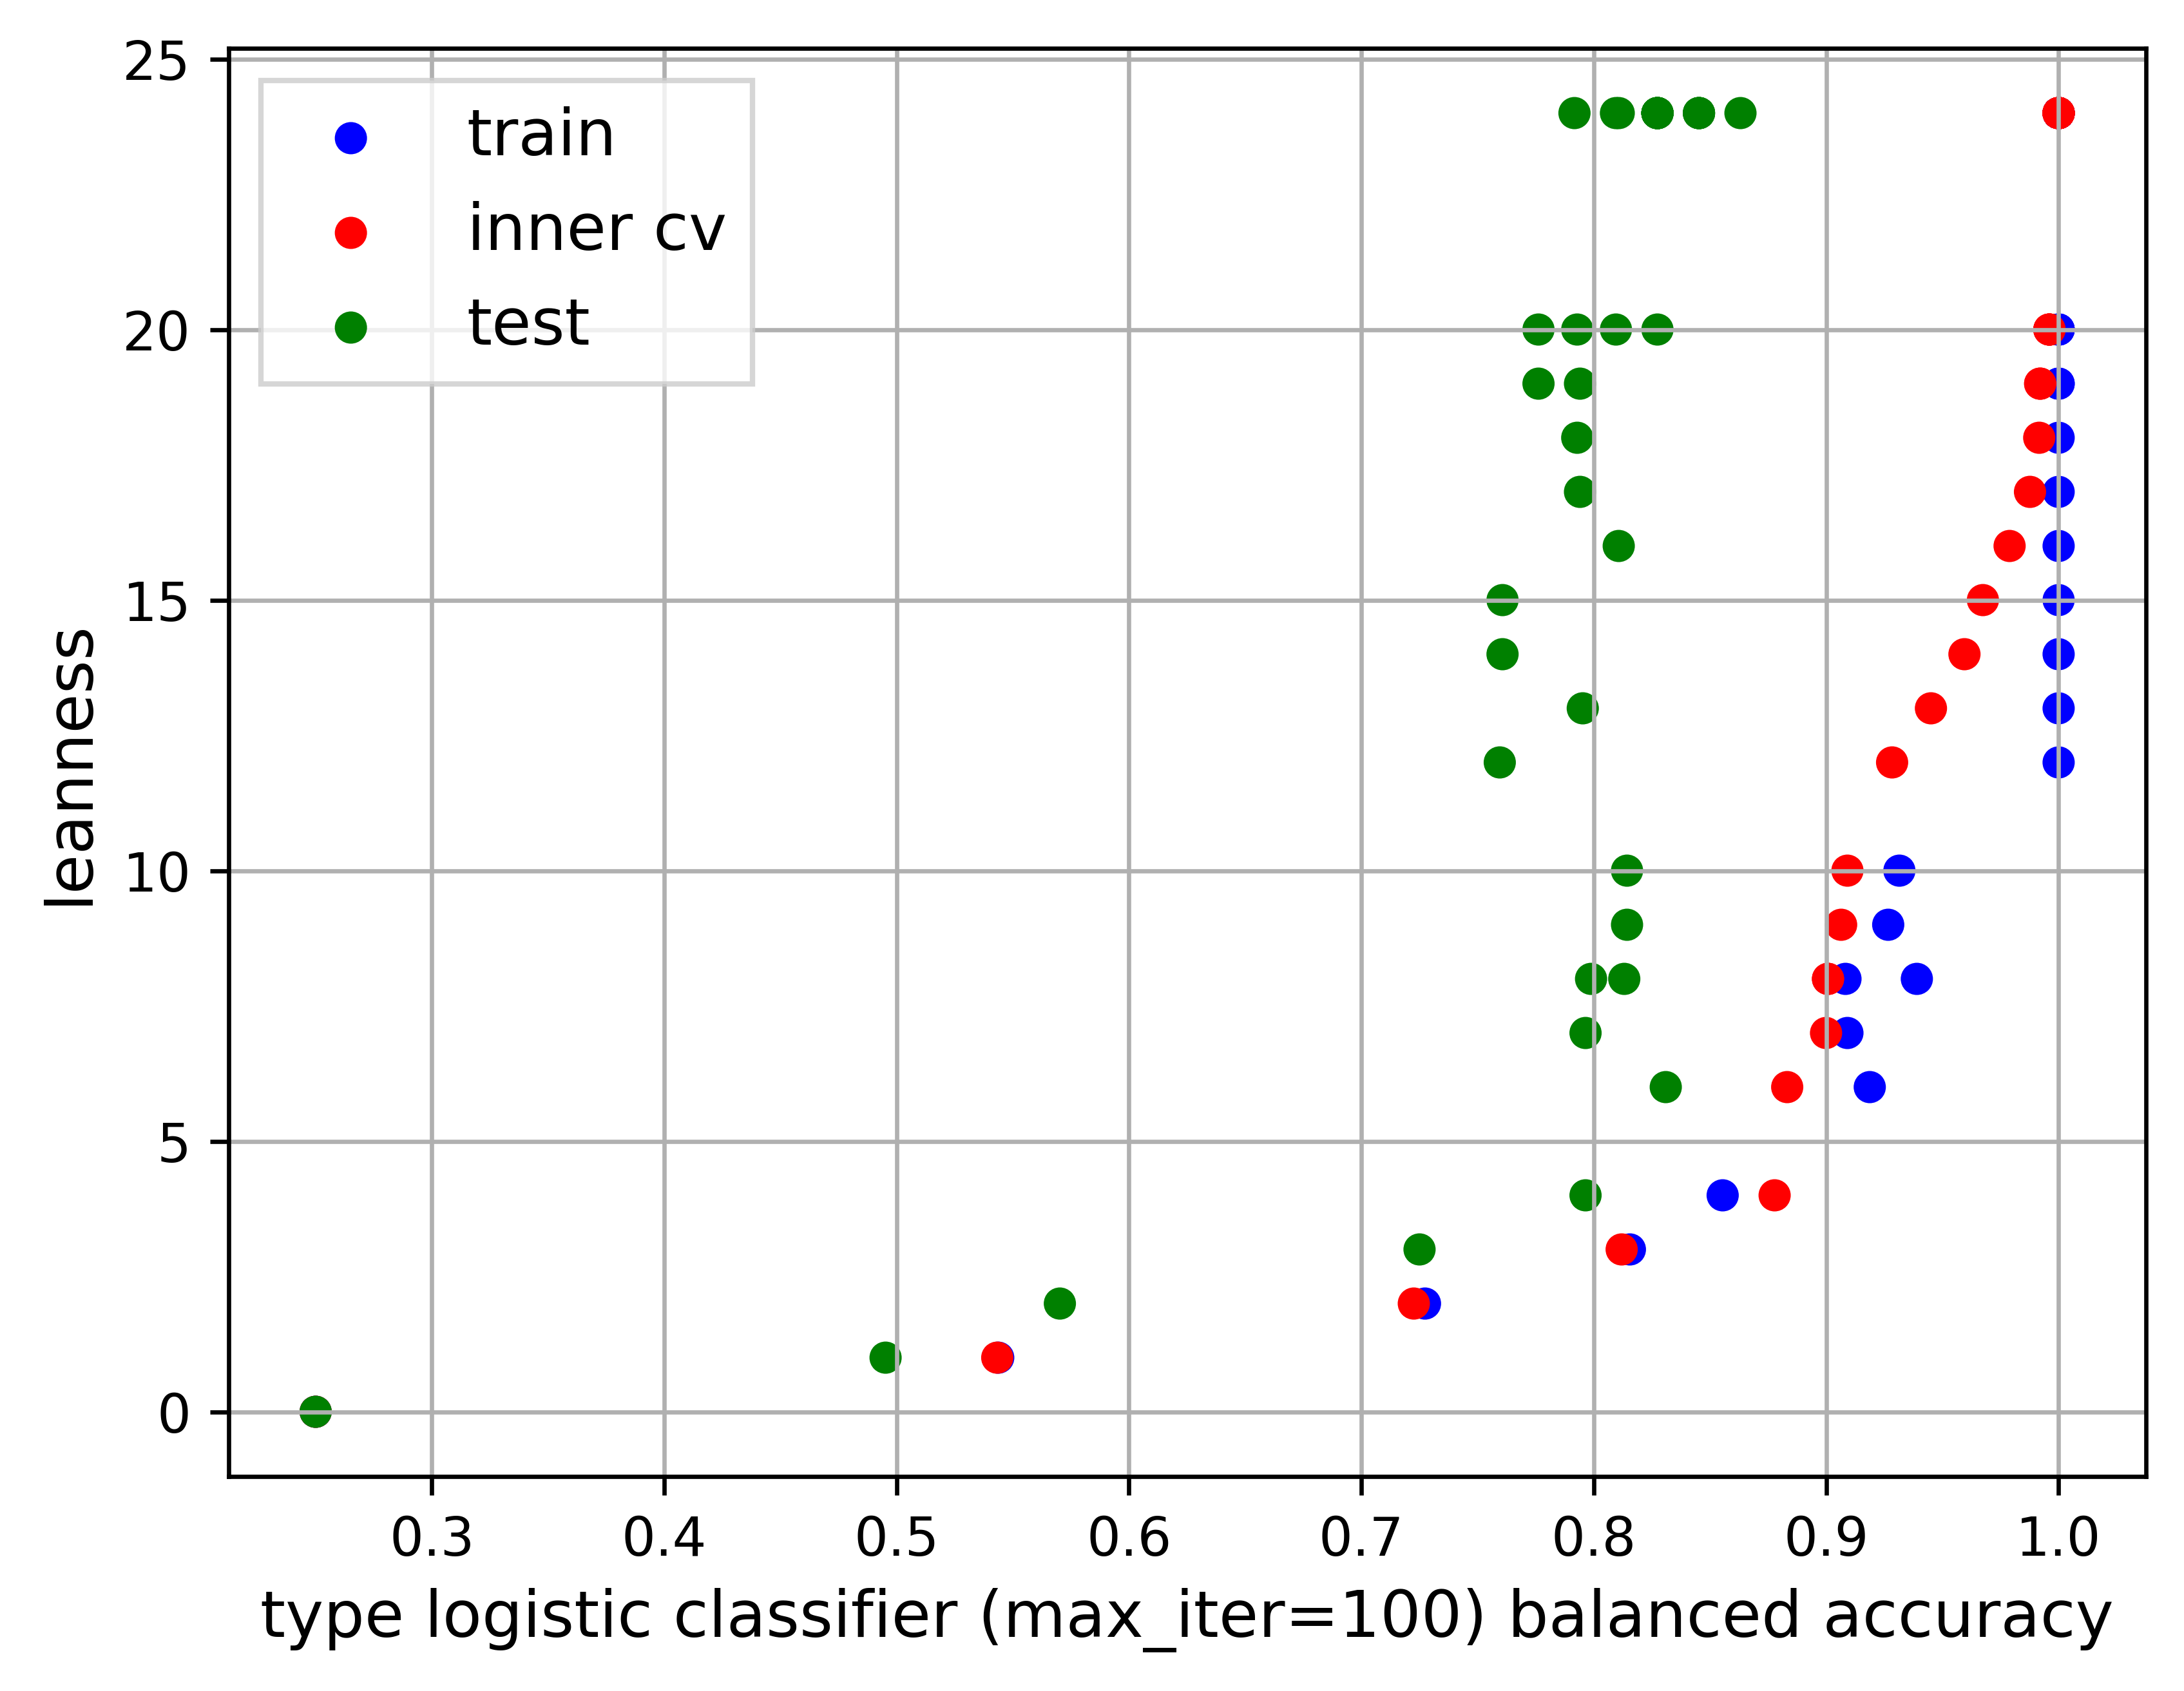 25
20
15
10
5
0
leanness
train
inner cv
test
0.3 0.4 0.5 0.6 0.7 0.8 0.9 1.0
type logistic classifier (max_iter=100) balanced accuracy